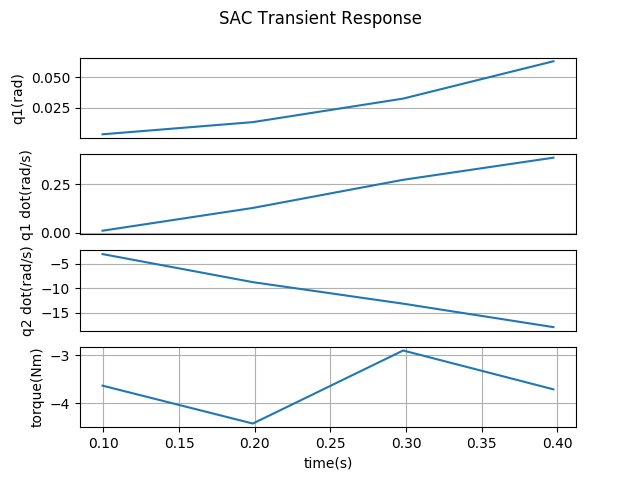 SAC Transient Response
0.050
0.025
q1(rad)
0.25
0.00
q1 dot(rad/s)
−5
−10
−15
q2 dot(rad/s)
−3
−4
torque(Nm)
0.10 0.15 0.20 0.25 0.30 0.35 0.40
time(s)